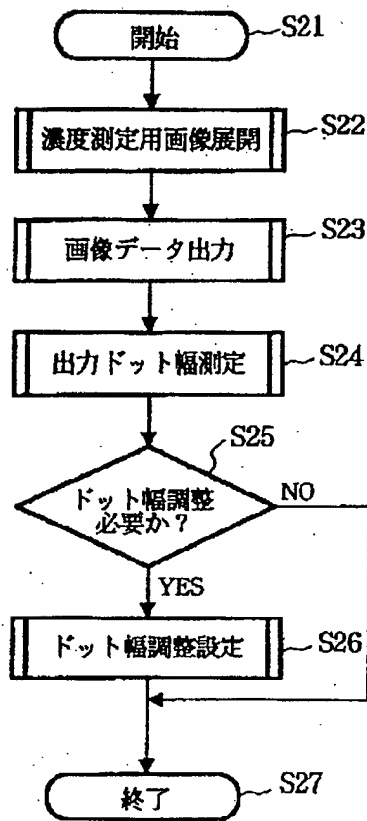 開始
S21
濃度測定用画像展開
S22
画像データ出力
S23
出力ドット幅測定
S24
S25
ドット幅調整
必要か？
NO
YES
ドット幅調整設定
S26
終了
S27